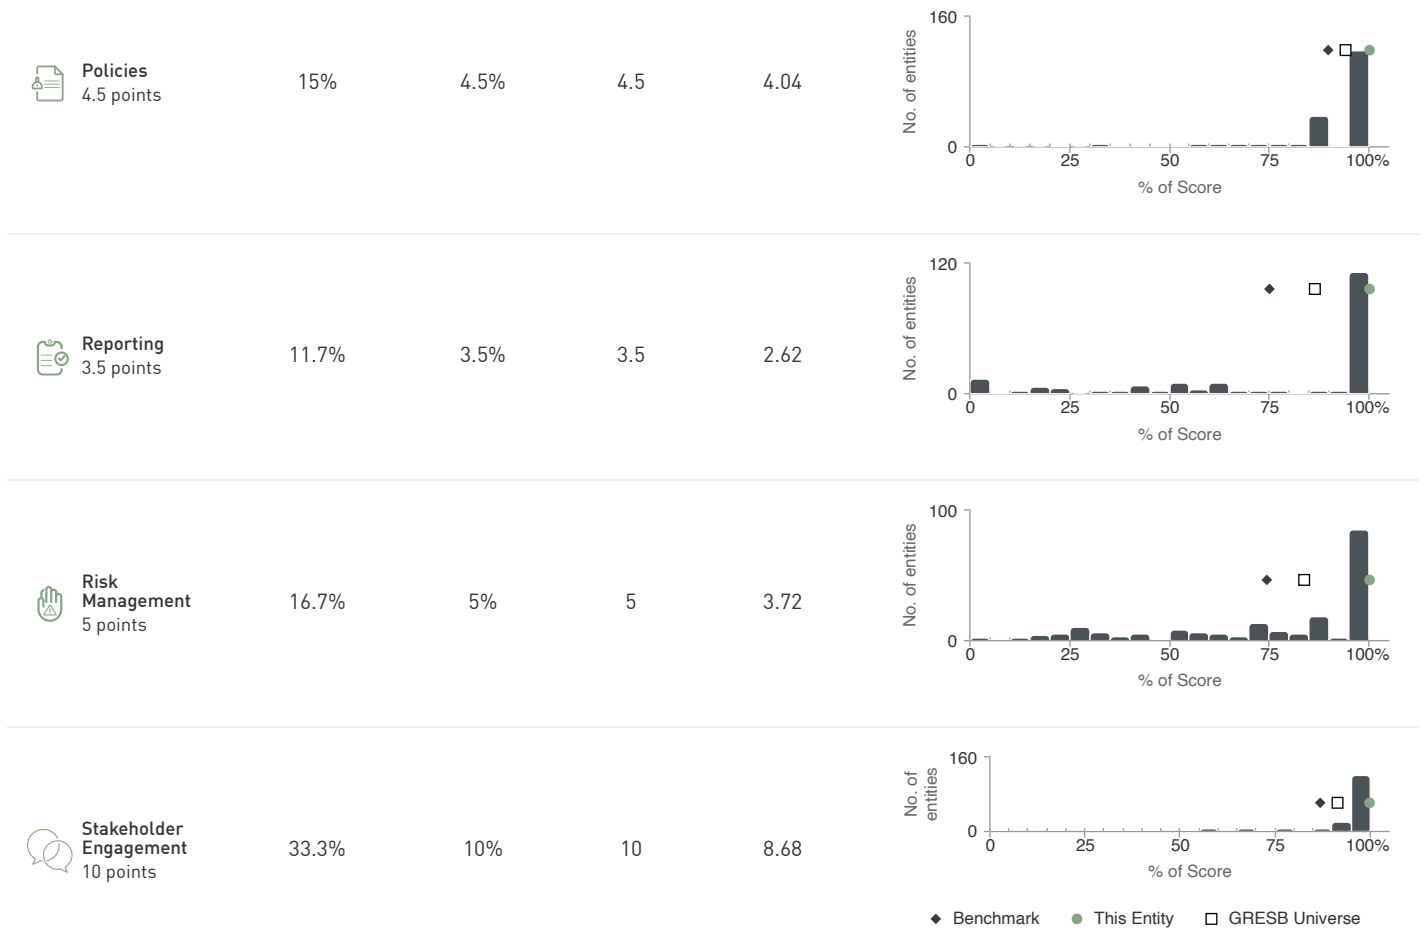 Policies
4.5 points
15%
4.5%
4.5
4.04
No. of entities
160
0
0 25 50 75 100%
% of Score
Reporting
3.5 points
11.7%
3.5%
3.5
2.62
No. of entities
120
0
0 25 50 75 100%
% of Score
Risk
Management
5 points
16.7%
5%
5
3.72
No. of entities
100
0
0 25 50 75 100%
% of Score
Stakeholder
Engagement
10 points
33.3%
10%
10
8.68
No. of
entities
160
0
0 25 50 75 100%
% of Score
Benchmark This Entity GRESB Universe